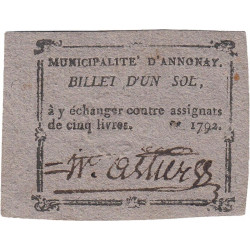 MUNICIPALITÉ D'ANNONAY.
BILLET D'UN SOL,
à y échanger contre assignats
de cinq livres. 1792.